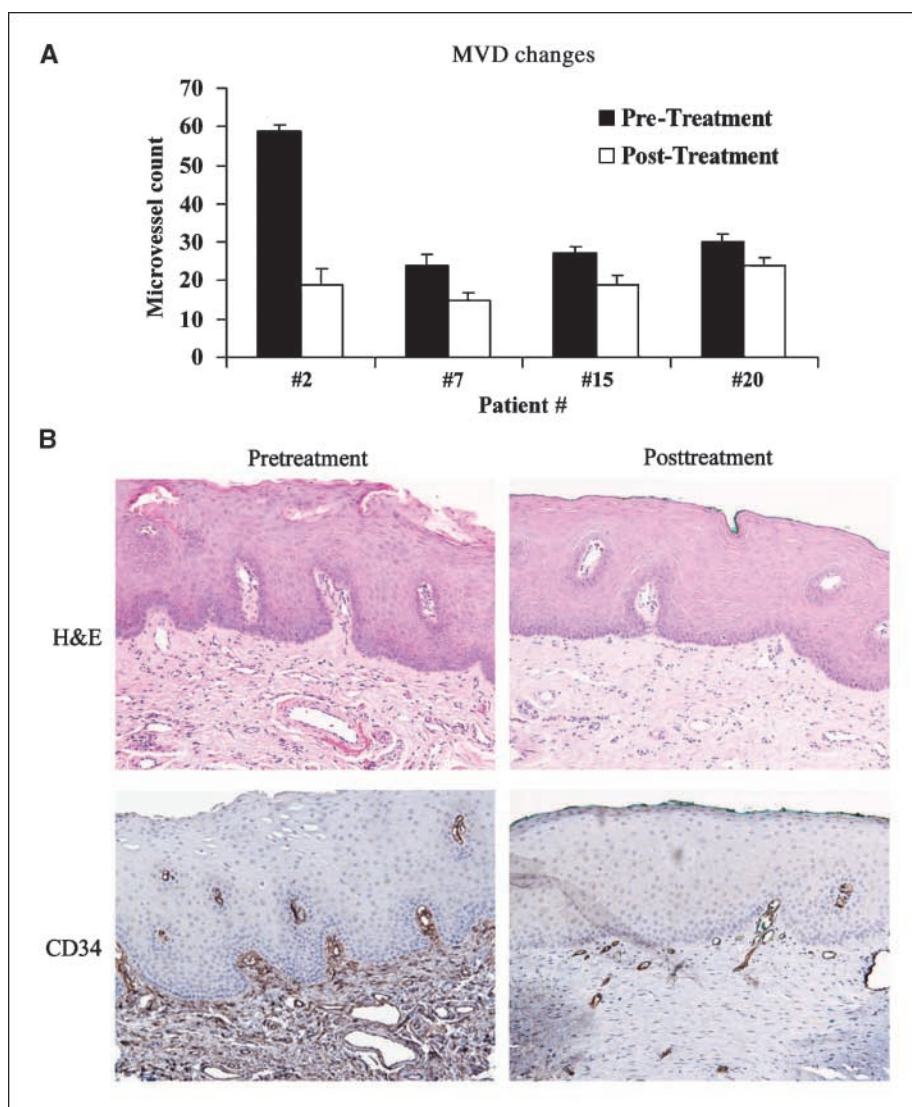 A
MVD changes
70
60
50
40
30
20
10
0
Microvessel count
Pre-Treatment
Post-Treatment
#2 #7 #15 #20
Patient #
B
Pretreatment Posttreatment
H&E
CD34